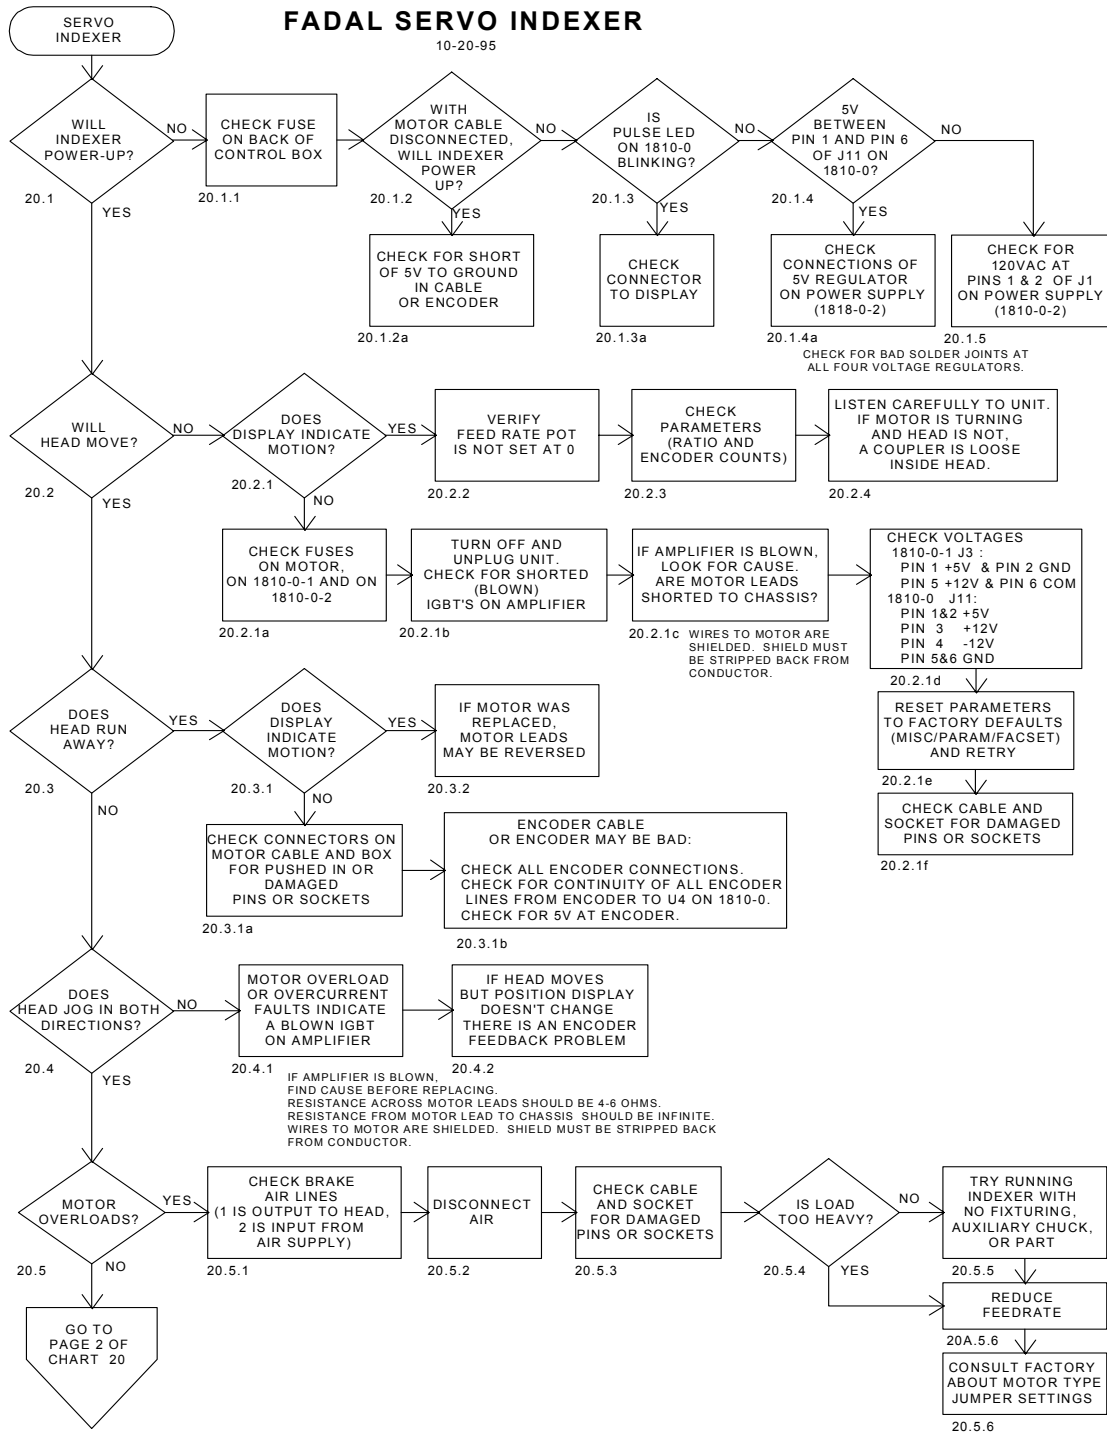 FADAL SERVO INDEXER
10-20-95
SERVO
INDEXER
WILL
INDEXER
POWER-UP?
20.1
NO
YES
CHECK FUSE
ON BACK OF
CONTROL BOX
20.1.1
WITH
MOTOR CABLE
DISCONNECTED,
WILL INDEXER
POWER
UP?
20.1.2
NO
YES
IS
PULSE LED
ON 1810-0
BLINKING?
20.1.3
NO
YES
5V
BETWEEN
PIN 1 AND PIN 6
OF J11 ON
1810-0?
20.1.4
NO
YES
CHECK FOR SHORT
OF 5V TO GROUND
IN CABLE
OR ENCODER
20.1.2a
CHECK
CONNECTOR
TO DISPLAY
20.1.3a
CHECK
CONNECTIONS OF
5V REGULATOR
ON POWER SUPPLY
(1818-0-2)
20.1.4a
CHECK FOR
120VAC AT
PINS 1 & 2 OF J1
ON POWER SUPPLY
(1810-0-2)
20.1.5
CHECK FOR BAD SOLDER JOINTS AT
ALL FOUR VOLTAGE REGULATORS.
WILL
HEAD MOVE?
20.2
NO
YES
DOES
DISPLAY INDICATE
MOTION?
20.2.1
YES
NO
VERIFY
FEED RATE POT
IS NOT SET AT 0
20.2.2
CHECK
PARAMETERS
(RATIO AND
ENCODER COUNTS)
20.2.3
LISTEN CAREFULLY TO UNIT.
IF MOTOR IS TURNING
AND HEAD IS NOT,
A COUPLER IS LOOSE
INSIDE HEAD.
20.2.4
CHECK FUSES
ON MOTOR,
ON 1810-0-1 AND ON
1810-0-2
20.2.1a
TURN OFF AND
UNPLUG UNIT.
CHECK FOR SHORTED
(BLOWN)
IGBT'S ON AMPLIFIER
20.2.1b
IF AMPLIFIER IS BLOWN,
LOOK FOR CAUSE.
ARE MOTOR LEADS
SHORTED TO CHASSIS?
20.2.1c
WIRES TO MOTOR ARE
SHIELDED. SHIELD MUST
BE STRIPPED BACK FROM
CONDUCTOR.
CHECK VOLTAGES
1810-0-1 J3 :
PIN 1 +5V & PIN 2 GND
PIN 5 +12V & PIN 6 COM
1810-0 J11:
PIN 1&2 +5V
PIN 3 +12V
PIN 4 -12V
PIN 5&6 GND
20.2.1d
RESET PARAMETERS
TO FACTORY DEFAULTS
(MISC/PARAM/FACSET)
AND RETRY
20.2.1e
CHECK CABLE AND
SOCKET FOR DAMAGED
PINS OR SOCKETS
20.2.1f
DOES
HEAD RUN
AWAY?
20.3
YES
NO
DOES
DISPLAY
INDICATE
MOTION?
20.3.1
YES
NO
IF MOTOR WAS
REPLACED,
MOTOR LEADS
MAY BE REVERSED
20.3.2
CHECK CONNECTORS ON
MOTOR CABLE AND BOX
FOR PUSHED IN OR
DAMAGED
PINS OR SOCKETS
20.3.1a
ENCODER CABLE
OR ENCODER MAY BE BAD:
CHECK ALL ENCODER CONNECTIONS.
CHECK FOR CONTINUITY OF ALL ENCODER
LINES FROM ENCODER TO U4 ON 1810-0.
CHECK FOR 5V AT ENCODER.
20.3.1b
DOES
HEAD JOG IN BOTH
DIRECTIONS?
20.4
NO
YES
MOTOR OVERLOAD
OR OVERCURRENT
FAULTS INDICATE
A BLOWN IGBT
ON AMPLIFIER
20.4.1
IF HEAD MOVES
BUT POSITION DISPLAY
DOESN'T CHANGE
THERE IS AN ENCODER
FEEDBACK PROBLEM
20.4.2
IF AMPLIFIER IS BLOWN,
FIND CAUSE BEFORE REPLACING.
RESISTANCE ACROSS MOTOR LEADS SHOULD BE 4-6 OHMS.
RESISTANCE FROM MOTOR LEAD TO CHASSIS SHOULD BE INFINITE.
WIRES TO MOTOR ARE SHIELDED. SHIELD MUST BE STRIPPED BACK
FROM CONDUCTOR.
MOTOR
OVERLOADS?
20.5
YES
NO
CHECK BRAKE
AIR LINES
(1 IS OUTPUT TO HEAD,
2 IS INPUT FROM
AIR SUPPLY)
20.5.1
DISCONNECT
AIR
20.5.2
CHECK CABLE
AND SOCKET
FOR DAMAGED
PINS OR SOCKETS
20.5.3
IS LOAD
TOO HEAVY?
20.5.4
NO
YES
TRY RUNNING
INDEXER WITH
NO FIXTURING,
AUXILIARY CHUCK,
OR PART
20.5.5
REDUCE
FEEDRATE
20A.5.6
CONSULT FACTORY
ABOUT MOTOR TYPE
JUMPER SETTINGS
20.5.6
GO TO
PAGE 2 OF
CHART 20